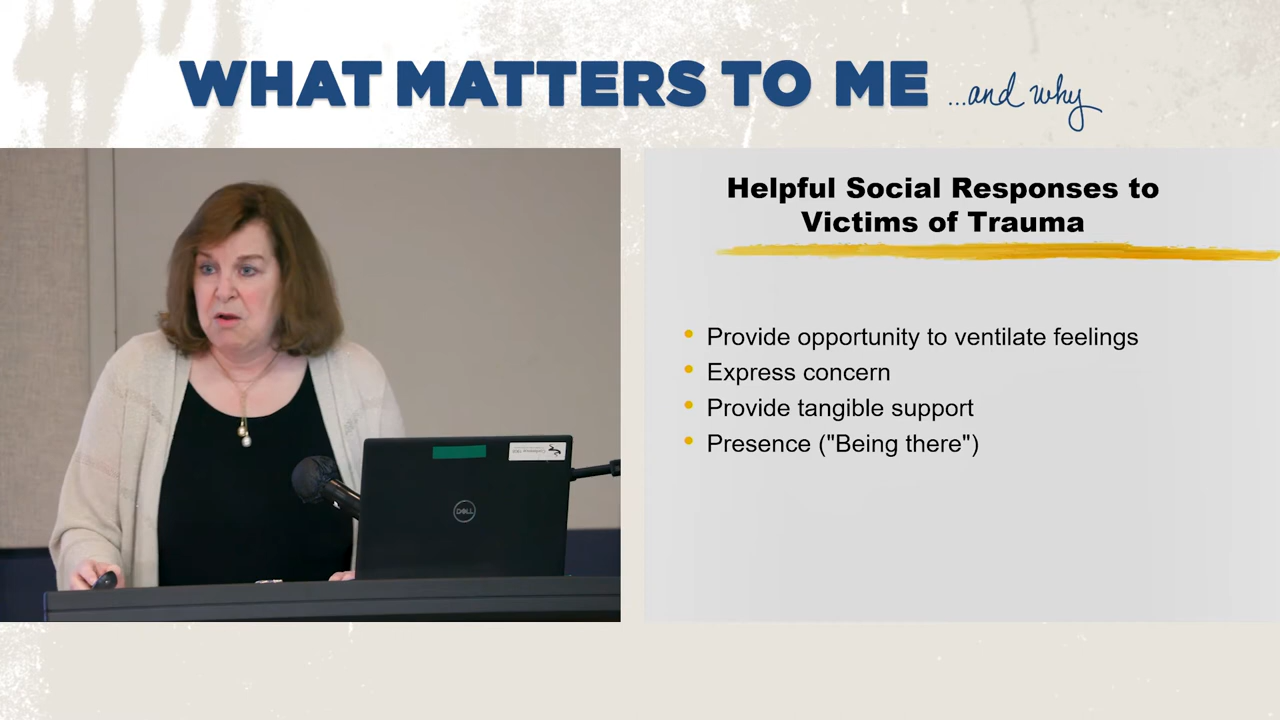 WHAT MATTERS TO ME ...and why
Helpful Social Responses to
Victims of Trauma
• Provide opportunity to ventilate feelings
• Express concern
• Provide tangible support
• Presence ("Being there")
DELL